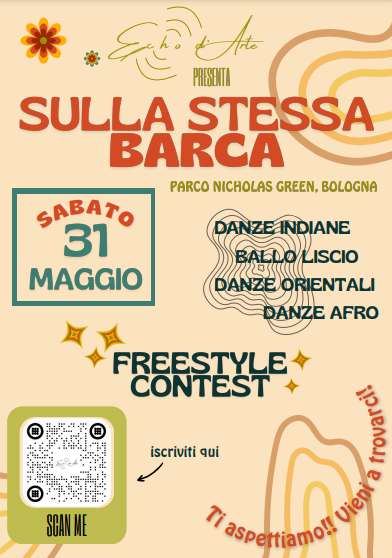 Echo d'Arte
PRESENTA
SULLA STESSA
BARCA
PARCO NICHOLAS GREEN, BOLOGNA
SABATO
31
MAGGIO
DANZE INDIANE
BALLO LISCIO
DANZE ORIENTALI
DANZE AFRO
FREESTYLE
CONTEST
iscriviti qui
SCAN ME
Ti aspettiamo!! Vieni a trovarci!